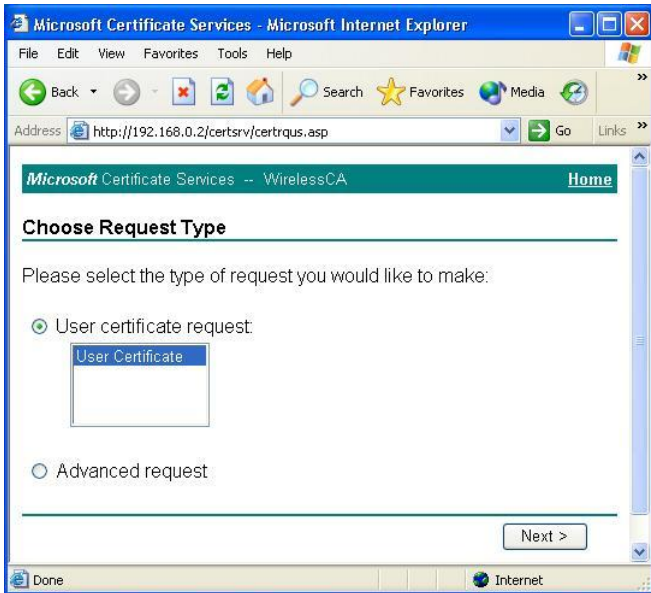 Microsoft Certificate Services - Microsoft Internet Explorer
File Edit View Favorites Tools Help
Back Search Favorites Media »
Address http://192.168.0.2/certsrv/certrqus.asp Go Links »
Microsoft Certificate Services -- WirelessCA Home
Choose Request Type
Please select the type of request you would like to make:
User certificate request:
User Certificate
Advanced request
Next >
Done Internet